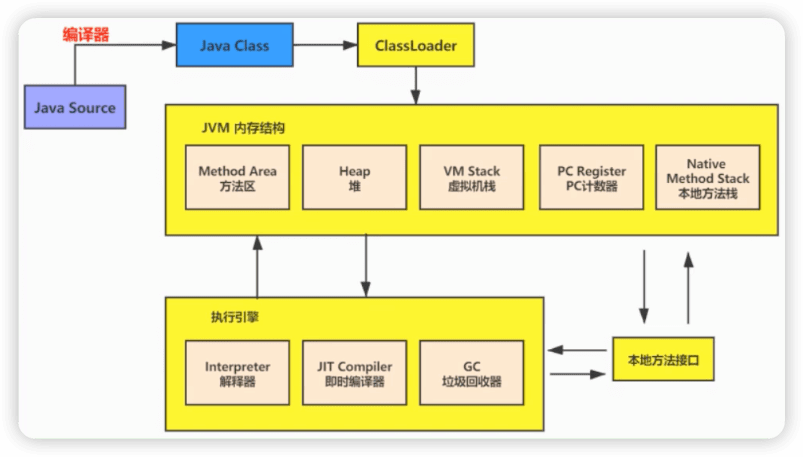 编译器
Java Class
ClassLoader
Java Source
JVM 内存结构
Method Area
方法区
Heap
堆
VM Stack
虚拟机栈
PC Register
PC计数器
Native
Method Stack
本地方法栈
执行引擎
Interpreter
解释器
JIT Compiler
即时编译器
GC
垃圾回收器
本地方法接口